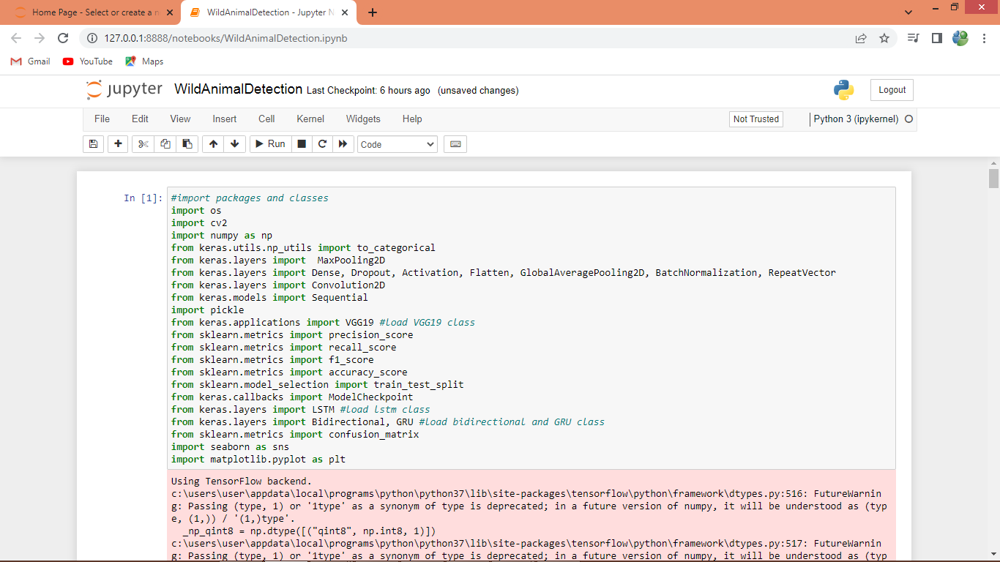 Home Page - Select or create a n
WildAnimalDetection - Jupyter N
127.0.0.1:8888/notebooks/WildAnimalDetection.ipynb
Gmail YouTube Maps
jupyter WildAnimalDetection Last Checkpoint: 6 hours ago (unsaved changes)
Logout
File Edit View Insert Cell Kernel Widgets Help
Not Trusted
Python 3 (ipykernel)
Run
Code
In [1]:
#import packages and classes
import os
import cv2
import numpy as np
from keras.utils.np_utils import to_categorical
from keras.layers import  MaxPooling2D
from keras.layers import Dense, Dropout, Activation, Flatten, GlobalAveragePooling2D, BatchNormalization, RepeatVector
from keras.layers import Convolution2D
from keras.models import Sequential
import pickle
from keras.applications import VGG19 #load VGG19 class
from sklearn.metrics import precision_score
from sklearn.metrics import recall_score
from sklearn.metrics import f1_score
from sklearn.metrics import accuracy_score
from sklearn.model_selection import train_test_split
from keras.callbacks import ModelCheckpoint
from keras.layers import LSTM #load lstm class
from keras.layers import Bidirectional, GRU #load bidirectional and GRU class
from sklearn.metrics import confusion_matrix
import seaborn as sns
import matplotlib.pyplot as plt
Using TensorFlow backend.
c:\users\user\appdata\local\programs\python\python37\lib\site-packages\tensorflow\python\framework\dtypes.py:516: FutureWarnin
g: Passing (type, 1) or '1type' as a synonym of type is deprecated; in a future version of numpy, it will be understood as (typ
e, (1,)) / '(1,)type'.
  _np_qint8 = np.dtype([("qint8", np.int8, 1)])
c:\users\user\appdata\local\programs\python\python37\lib\site-packages\tensorflow\python\framework\dtypes.py:517: FutureWarnin
g: Passing (type, 1) or '1type' as a synonym of type is deprecated; in a future version of numpy, it will be understood as (typ